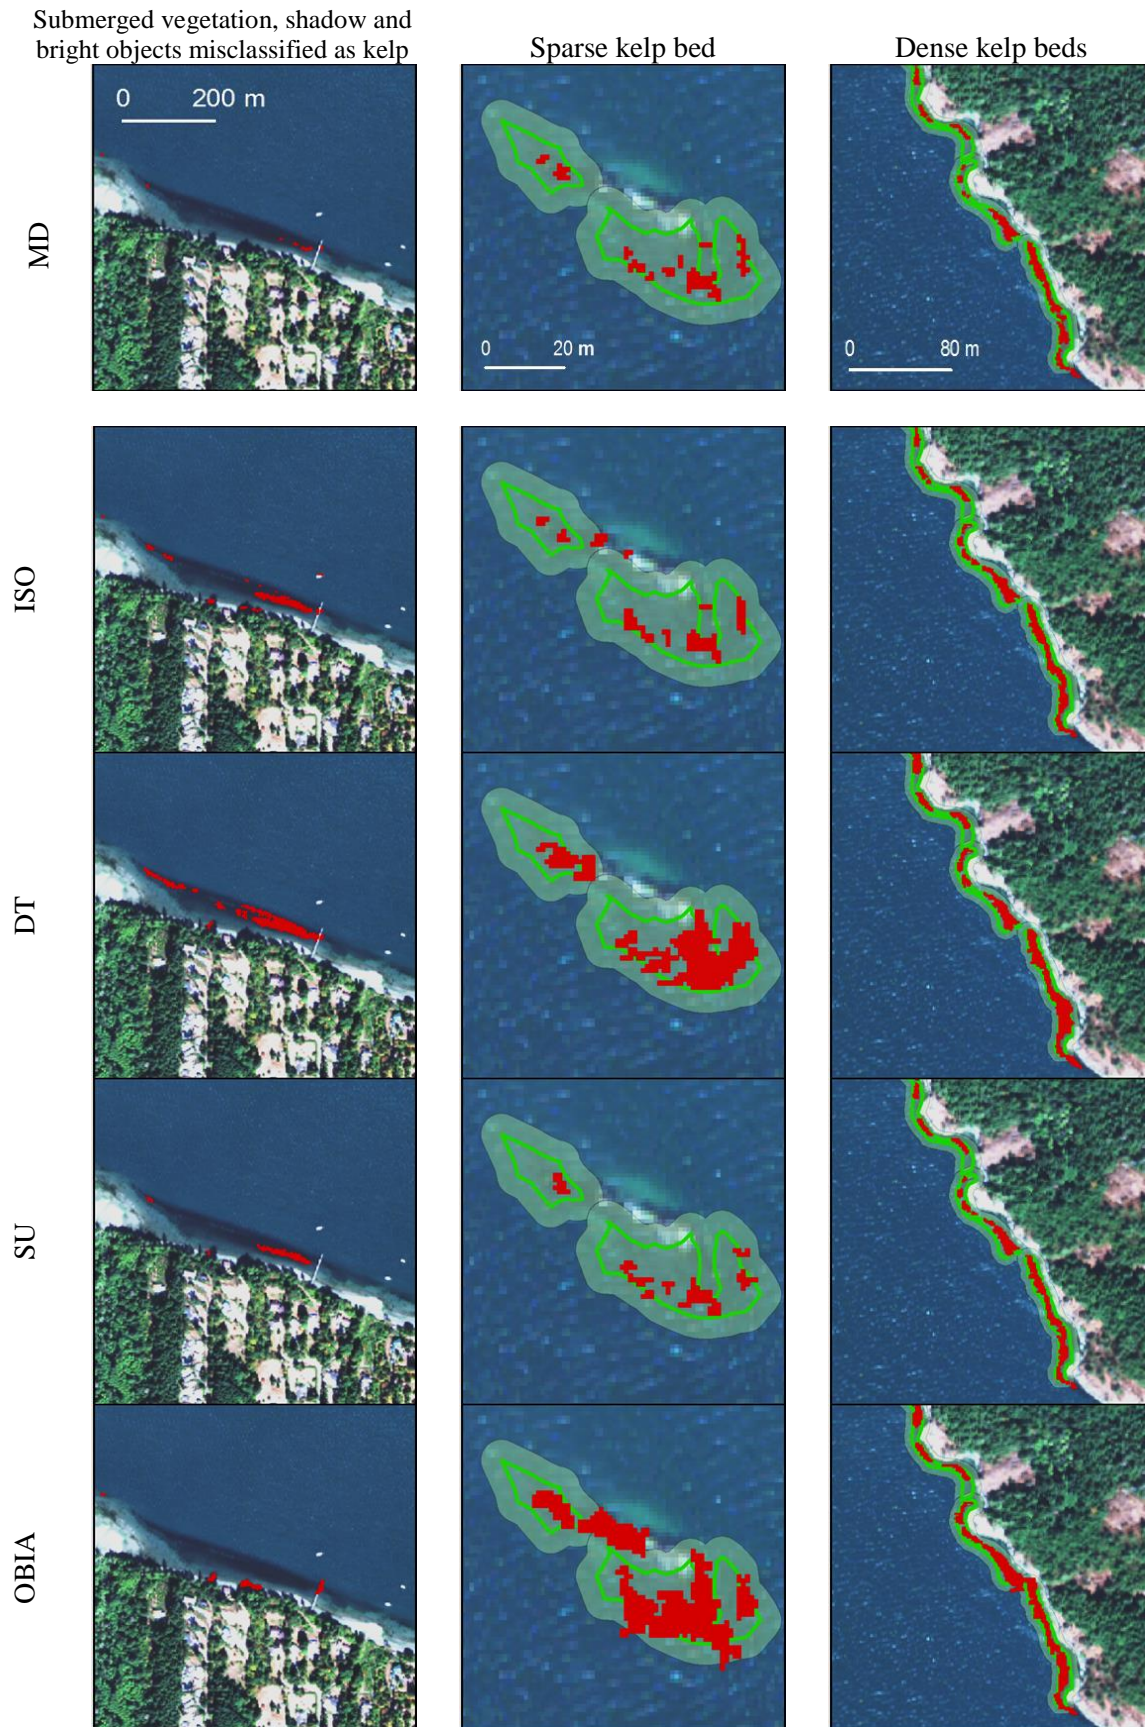 Submerged vegetation, shadow and
bright objects misclassified as kelp
Sparse kelp bed
Dense kelp beds
MD
0 200 m
0 20 m
0 80 m
ISO
DT
SU
OBIA